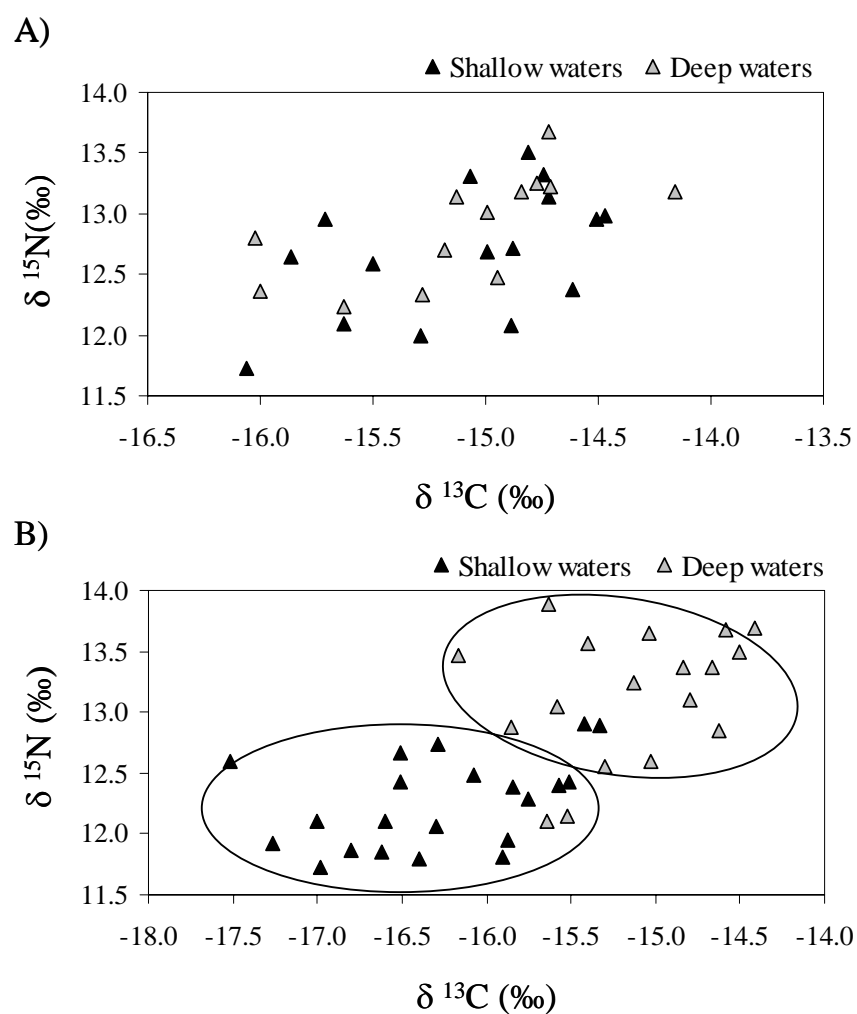 A)
▲ Shallow waters △ Deep waters
14.0
13.5
13.0
12.5
12.0
11.5
δ ¹⁵N(‰)
-16.5 -16.0 -15.5 -15.0 -14.5 -14.0 -13.5
δ ¹³C (‰)
B)
▲ Shallow waters △ Deep waters
14.0
13.5
13.0
12.5
12.0
11.5
δ ¹⁵N (‰)
-18.0 -17.5 -17.0 -16.5 -16.0 -15.5 -15.0 -14.5 -14.0
δ ¹³C (‰)